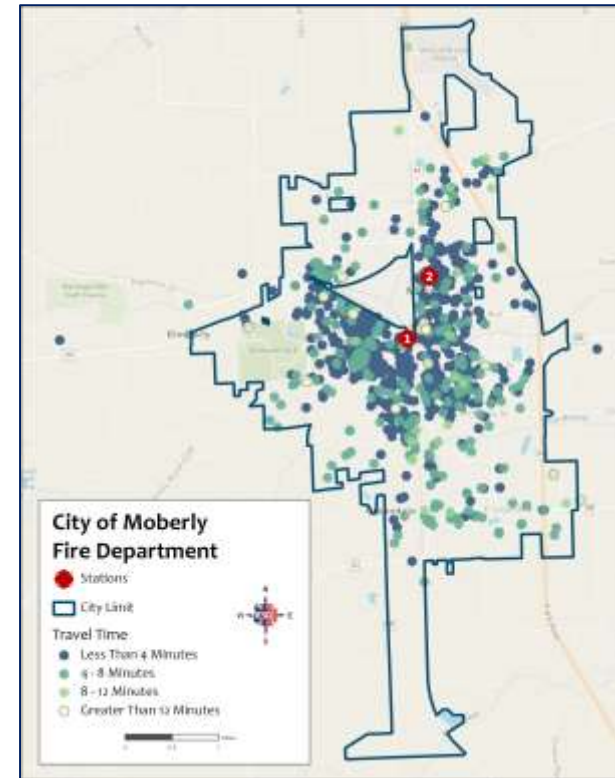 2
1
City of Moberly
Fire Department
Stations
City Limit
Travel Time
Less Than 4 Minutes
4 - 8 Minutes
8 - 12 Minutes
Greater Than 12 Minutes